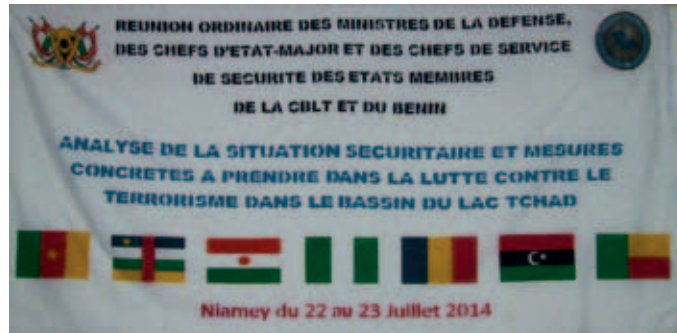 REUNION ORDINAIRE DES MINISTRES DE LA DEFENSE,
DES CHEFS D'ETAT-MAJOR ET DES CHEFS DE SERVICE
DE SECURITE DES ETATS MEMBRES
DE LA CBLT ET DU BENIN
ANALYSE DE LA SITUATION SECURITAIRE ET MESURES
CONCRETES A PRENDRE DANS LA LUTTE CONTRE LE
TERRORISME DANS LE BASSIN DU LAC TCHAD
Niamey du 22 au 23 Juillet 2014